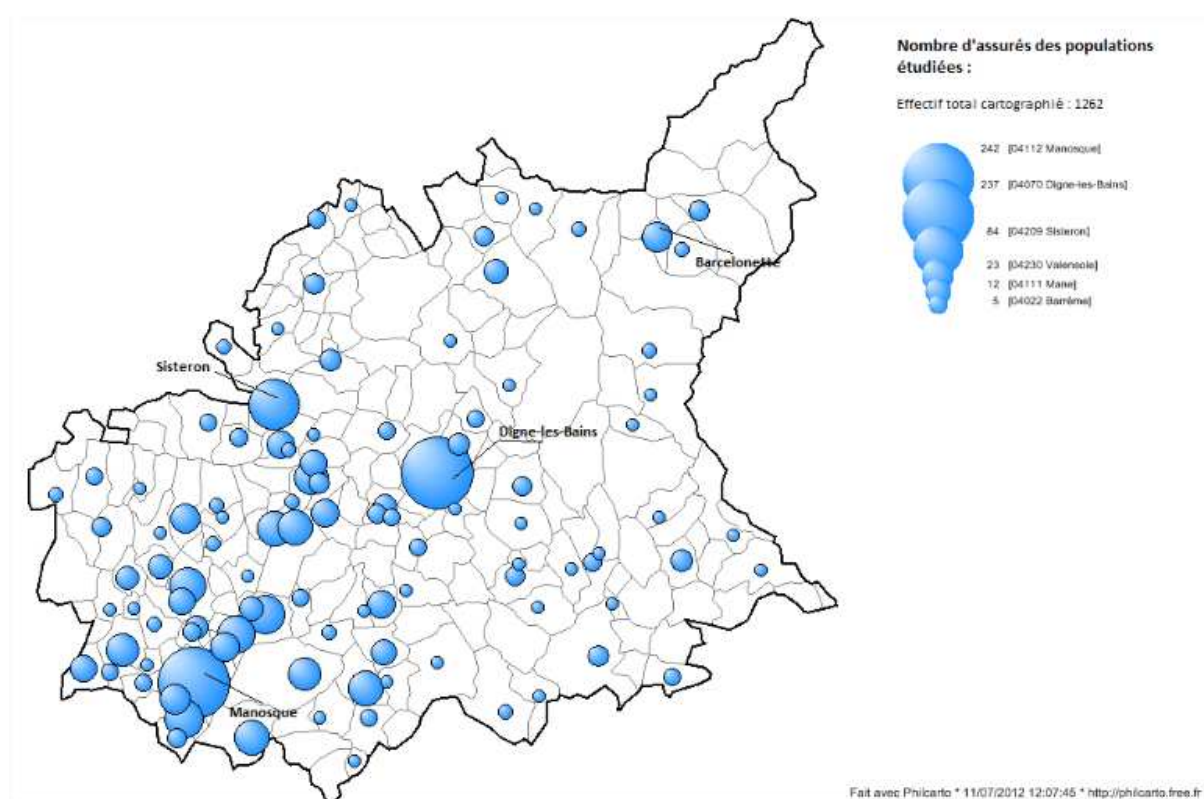 Nombre d'assurés des populations
étudiées :
Effectif total cartographié : 1262
242 [04112 Manosque]
237 [04070 Digne-les-Bains]
84 [04209 Sisteron]
23 [04230 Valensole]
12 [04111 Mane]
5 [04022 Barrême]
Barcelonette
Sisteron
Digne-les-Bains
Manosque
Fait avec Philcarto * 11/07/2012 12:07:45 * http://philcarto.free.fr